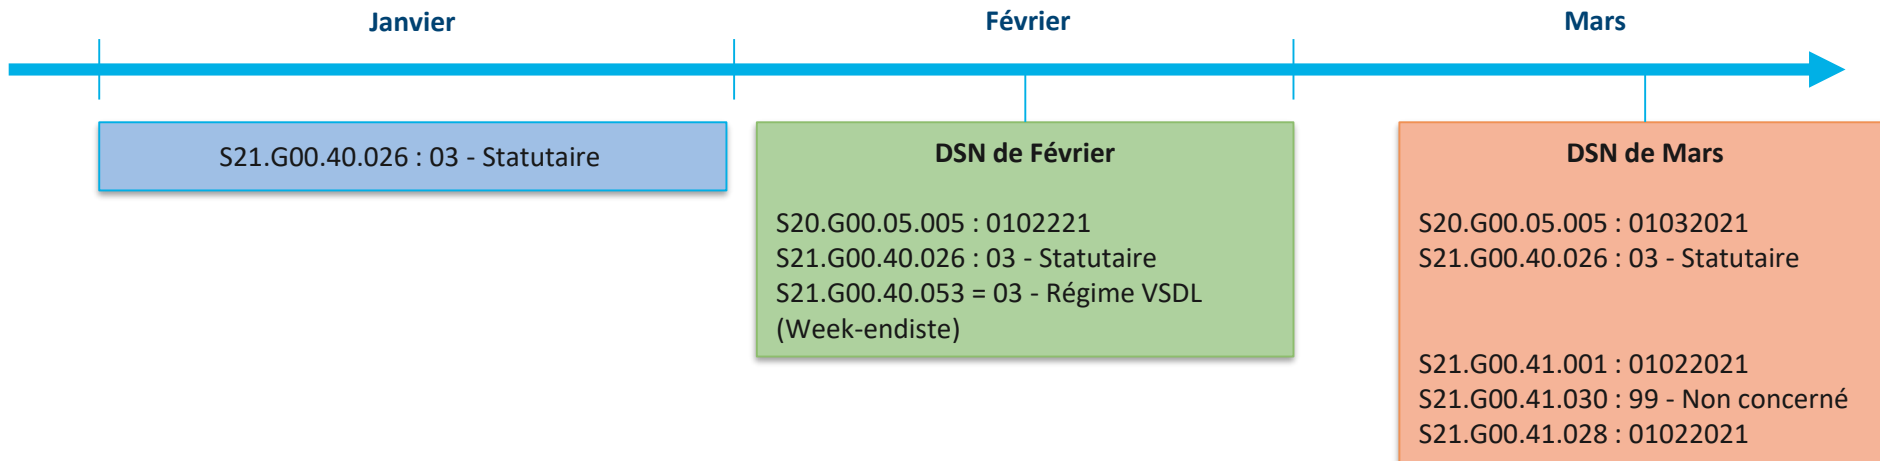 Janvier
Février
Mars
S21.G00.40.026 : 03 - Statutaire
DSN de Février
S20.G00.05.005 : 0102221
S21.G00.40.026 : 03 - Statutaire
S21.G00.40.053 = 03 - Régime VSDL
(Week-endiste)
DSN de Mars
S20.G00.05.005 : 01032021
S21.G00.40.026 : 03 - Statutaire
S21.G00.41.001 : 01022021
S21.G00.41.030 : 99 - Non concerné
S21.G00.41.028 : 01022021